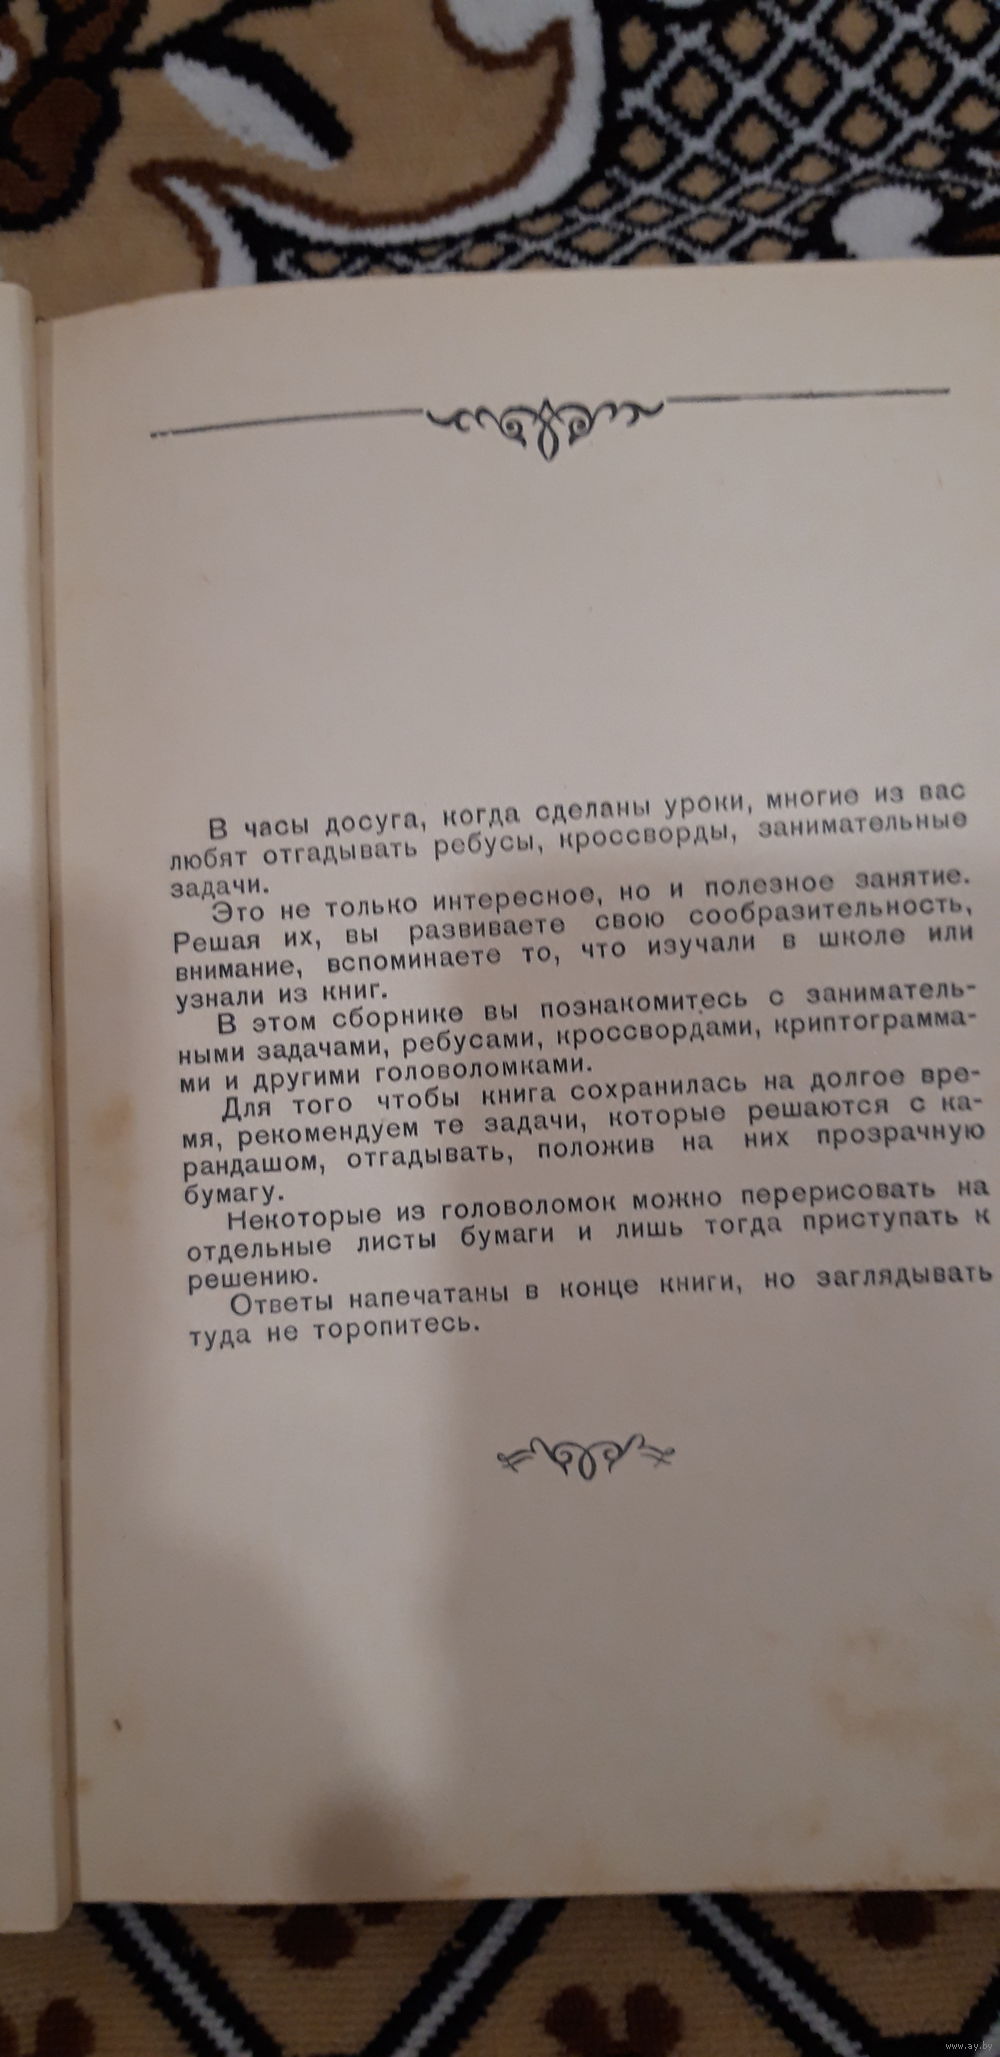 В часы досуга, когда сделаны уроки, многие из вас
любят отгадывать ребусы, кроссворды, занимательные
задачи.
Это не только интересное, но и полезное занятие.
Решая их, вы развиваете свою сообразительность,
внимание, вспоминаете то, что изучали в школе или
узнали из книг.
В этом сборнике вы познакомитесь с заниматель-
ными задачами, ребусами, кроссвордами, криптограмма-
ми и другими головоломками.
Для того чтобы книга сохранилась на долгое вре-
мя, рекомендуем те задачи, которые решаются с ка-
рандашом, отгадывать, положив на них прозрачную
бумагу.
Некоторые из головоломок можно перерисовать на
отдельные листы бумаги и лишь тогда приступать к
решению.
Ответы напечатаны в конце книги, но заглядывать
туда не торопитесь.
www.ay.by